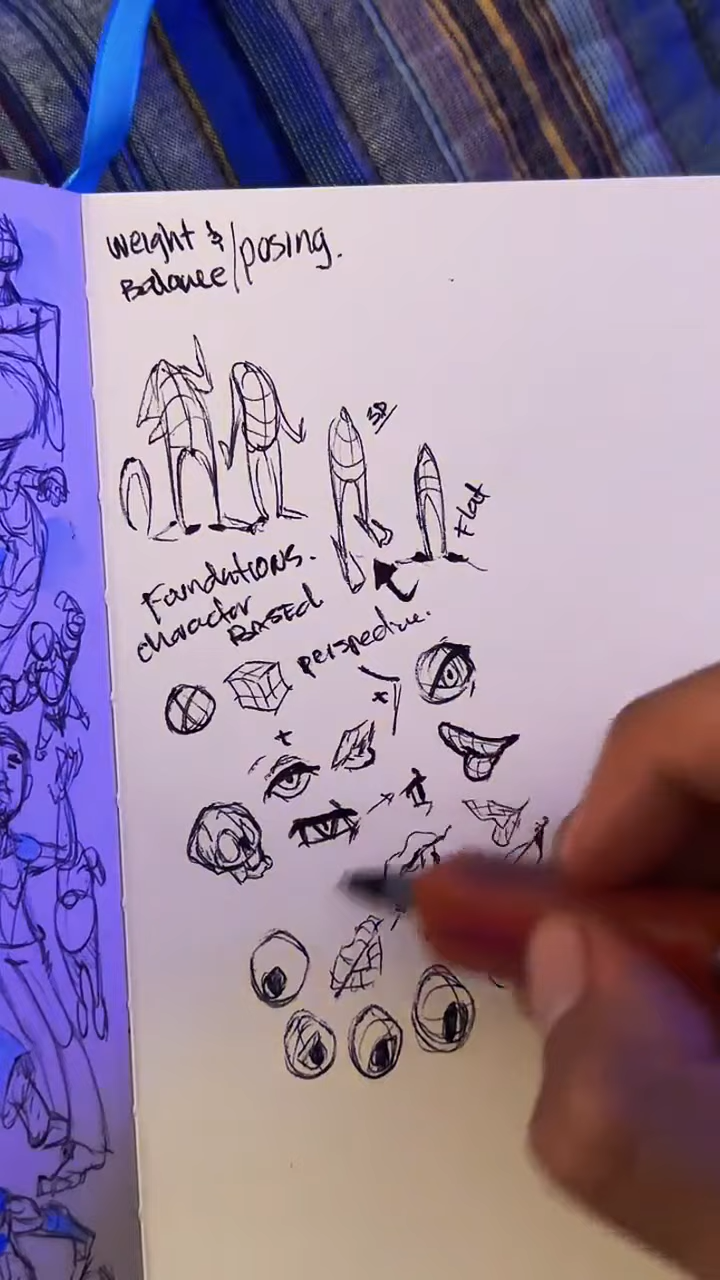 weight &
Balance/posing.
3D
Flat
Foundations.
character
BASED
perspective.